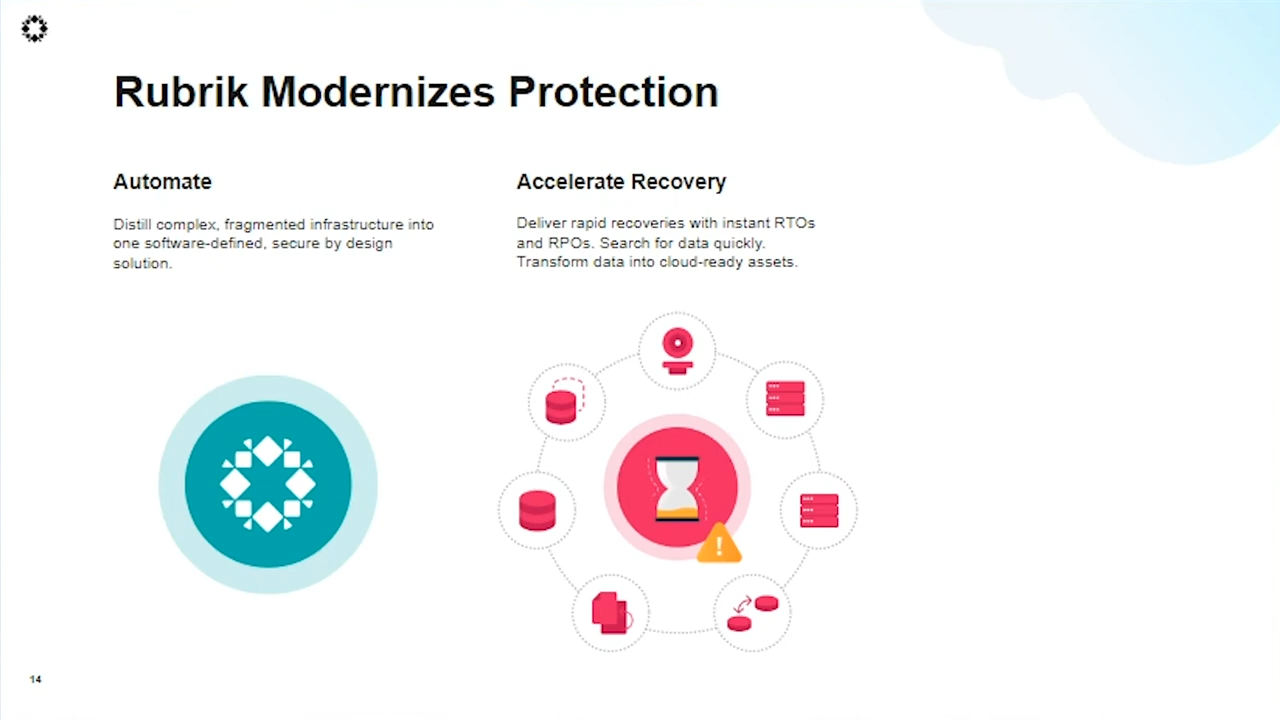 Rubrik Modernizes Protection
Automate
Distill complex, fragmented infrastructure into
one software-defined, secure by design
solution.
Accelerate Recovery
Deliver rapid recoveries with instant RTOs
and RPOs. Search for data quickly.
Transform data into cloud-ready assets.
!
14